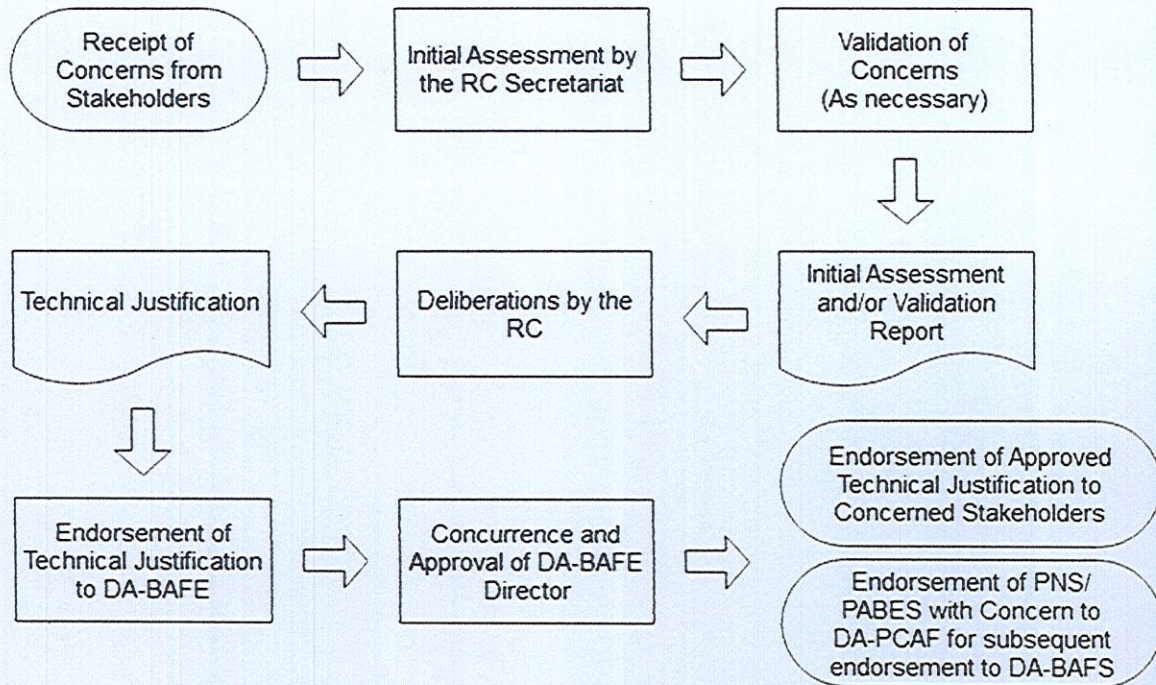 Receipt of
Concerns from
Stakeholders
Initial Assessment by
the RC Secretariat
Validation of
Concerns
(As necessary)
Initial Assessment
and/or Validation
Report
Deliberations by the
RC
Technical Justification
Endorsement of
Technical Justification
to DA-BAFE
Concurrence and
Approval of DA-BAFE
Director
Endorsement of Approved
Technical Justification to
Concerned Stakeholders
Endorsement of PNS/
PABES with Concern to
DA-PCAF for subsequent
endorsement to DA-BAFS